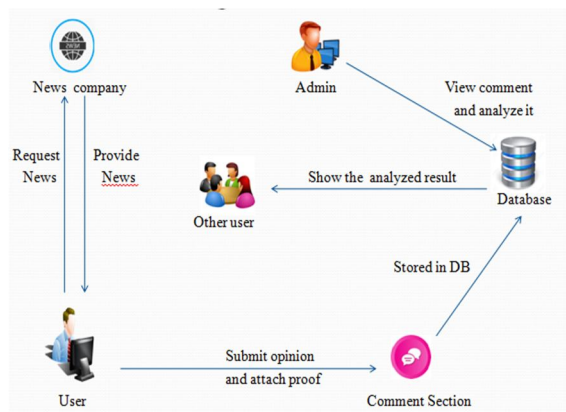 NEWS
News company
Admin
View comment
and analyze it
Request
News
Provide
News
Show the analyzed result
Database
Other user
Stored in DB
Submit opinion
and attach proof
User
Comment Section